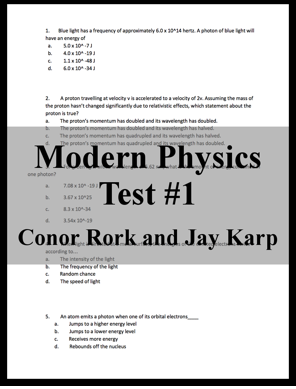 1. Blue light has a frequency of approximately 6.0 x 10^14 hertz. A photon of blue light will
have an energy of
a. 5.0 x 10^ -7 J
b. 4.0 x 10^ -19 J
c. 1.1 x 10^ -48 J
d. 6.0 x 10^ -34 J
2. A proton travelling at velocity v is accelerated to a velocity of 2v. Assuming the mass of
the proton hasn't changed significantly due to relativistic effects, which statement about the
proton is true?
a. The proton's momentum has doubled and its wavelength has doubled.
b. The proton's momentum has doubled and its wavelength has halved.
c. The proton's momentum has quadrupled and its wavelength has halved.
d. The proton's momentum has quadrupled and its wavelength has doubled.
Modern Physics
one photon?
a. 7.08 x 10^ -19 J
Test #1
b. 3.67 x 10^25
c. 8.3 x 10^-34
d. 3.54x 10^-19
Conor Rork and Jay Karp
according to...
a. The intensity of the light
b. The frequency of the light
c. Random chance
d. The speed of light
5. An atom emits a photon when one of its orbital electrons____
a. Jumps to a higher energy level
b. Jumps to a lower energy level
c. Receives more energy
d. Rebounds off the nucleus